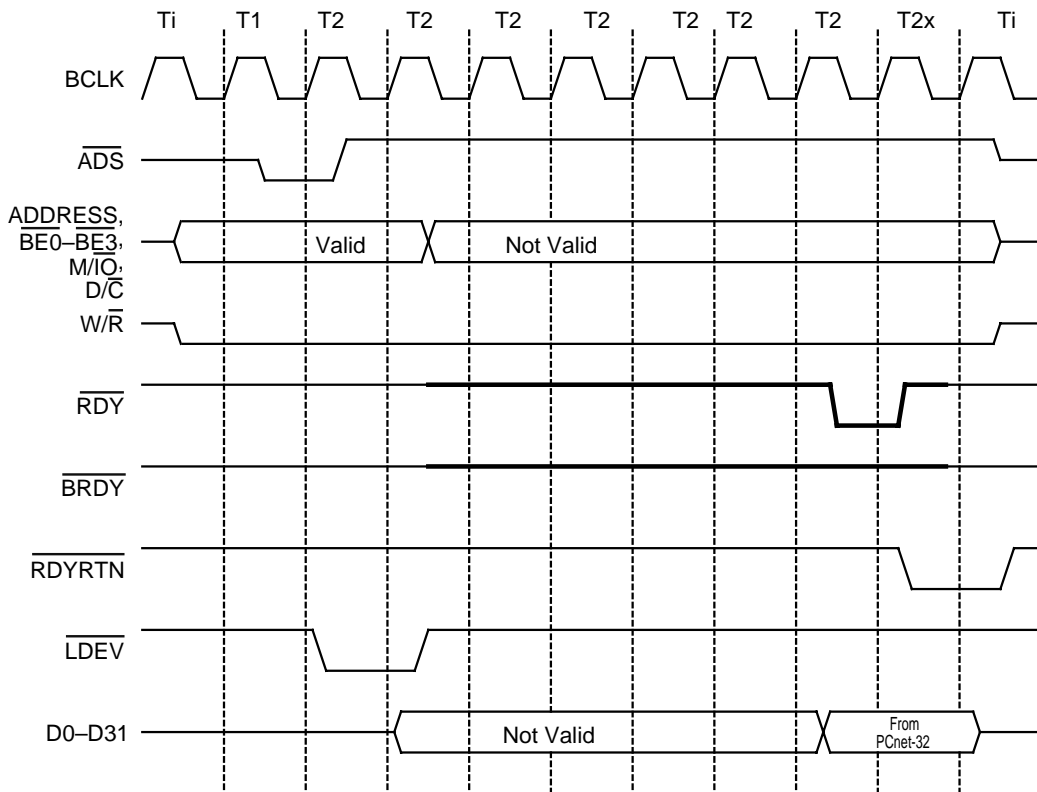 Ti T1 T2 T2 T2 T2 T2 T2 T2 T2x Ti
BCLK
ADS
ADDRESS,
BE0–BE3,
M/IO,
D/C
Valid Not Valid
W/R
RDY
BRDY
RDYRTN
LDEV
D0–D31
Not Valid
From
PCnet-32